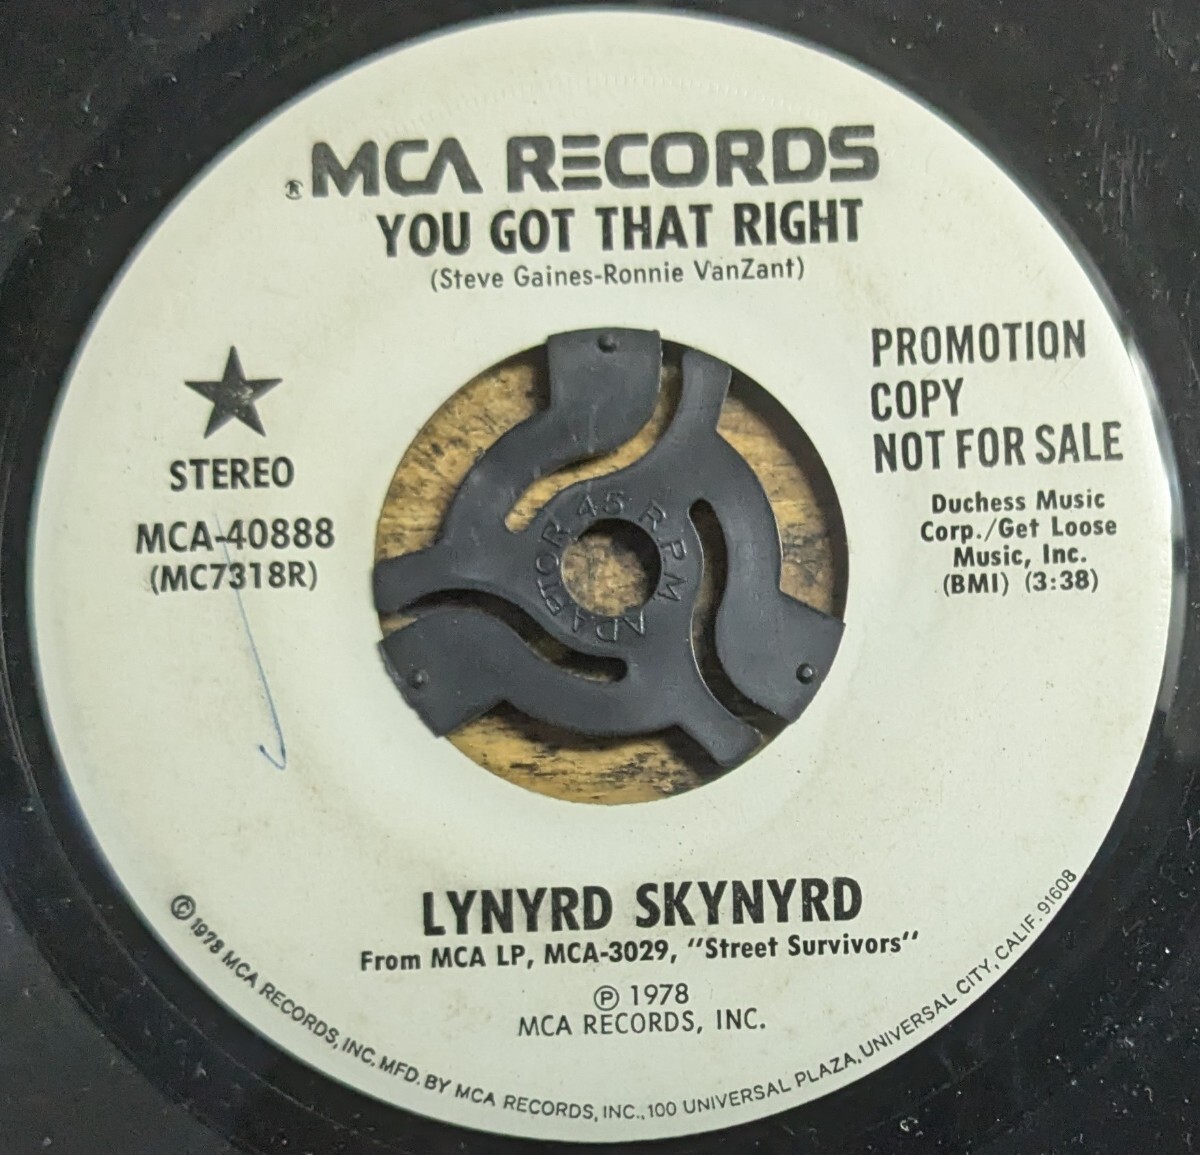 ® MCA RECORDS
YOU GOT THAT RIGHT
(Steve Gaines-Ronnie VanZant)
STEREO
MCA-40888
(MC7318R)
PROMOTION
COPY
NOT FOR SALE
Duchess Music
Corp./Get Loose
Music, Inc.
(BMI) (3:38)
45 R.P.M. ADAPTOR
LYNYRD SKYNYRD
From MCA LP, MCA-3029, "Street Survivors"
Ⓟ 1978
MCA RECORDS, INC.
© 1978 MCA RECORDS, INC. MFD. BY MCA RECORDS, INC., 100 UNIVERSAL PLAZA, UNIVERSAL CITY, CALIF. 91608